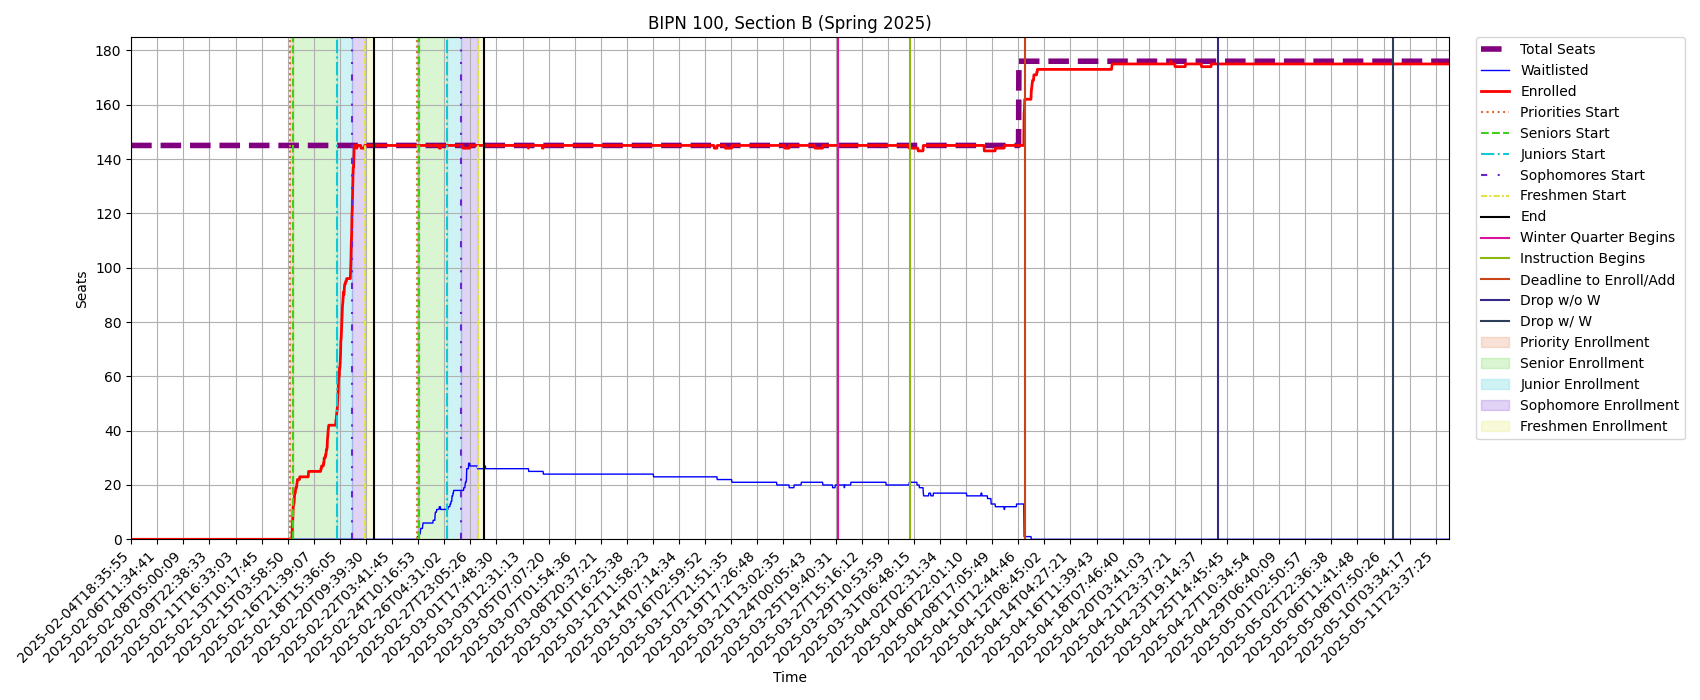 BIPN 100, Section B (Spring 2025)
Seats
180
160
140
120
100
80
60
40
20
0
2025-02-04T18:35:55
2025-02-06T11:34:41
2025-02-08T05:00:09
2025-02-09T22:38:33
2025-02-11T16:33:03
2025-02-13T10:17:45
2025-02-15T03:58:50
2025-02-16T21:39:07
2025-02-18T15:36:05
2025-02-20T09:39:30
2025-02-22T03:41:45
2025-02-24T10:16:53
2025-02-26T04:31:02
2025-02-27T23:05:26
2025-03-01T17:48:30
2025-03-03T12:31:13
2025-03-05T07:07:20
2025-03-07T01:54:36
2025-03-08T20:37:21
2025-03-10T16:25:38
2025-03-12T11:58:23
2025-03-14T07:14:34
2025-03-16T02:59:52
2025-03-17T21:51:35
2025-03-19T17:26:48
2025-03-21T13:02:35
2025-03-24T00:05:43
2025-03-25T19:40:31
2025-03-27T15:16:12
2025-03-29T10:53:59
2025-03-31T06:48:15
2025-04-02T02:31:34
2025-04-06T22:01:10
2025-04-08T17:05:49
2025-04-10T12:44:46
2025-04-12T08:45:02
2025-04-14T04:27:21
2025-04-16T11:39:43
2025-04-18T07:46:40
2025-04-20T03:41:03
2025-04-21T23:37:21
2025-04-23T19:14:37
2025-04-25T14:45:45
2025-04-27T10:34:54
2025-04-29T06:40:09
2025-05-01T02:50:57
2025-05-02T22:36:38
2025-05-06T11:41:48
2025-05-08T07:50:26
2025-05-10T03:34:17
2025-05-11T23:37:25
Time
Total Seats
Waitlisted
Enrolled
Priorities Start
Seniors Start
Juniors Start
Sophomores Start
Freshmen Start
End
Winter Quarter Begins
Instruction Begins
Deadline to Enroll/Add
Drop w/o W
Drop w/ W
Priority Enrollment
Senior Enrollment
Junior Enrollment
Sophomore Enrollment
Freshmen Enrollment